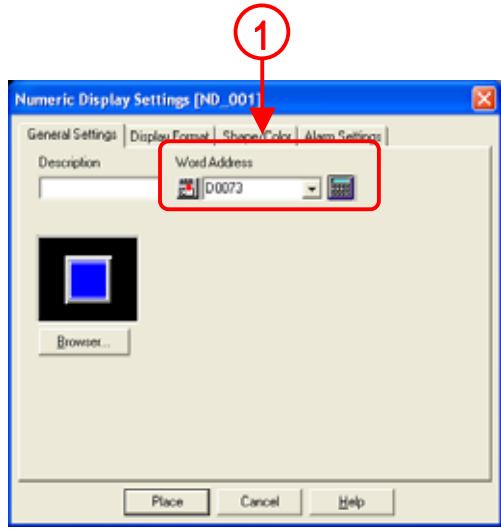 1
Numeric Display Settings [ND_001]
General Settings Display Format Shape/Color Alarm Settings
Description Word Address
D0073
Browser...
Place Cancel Help